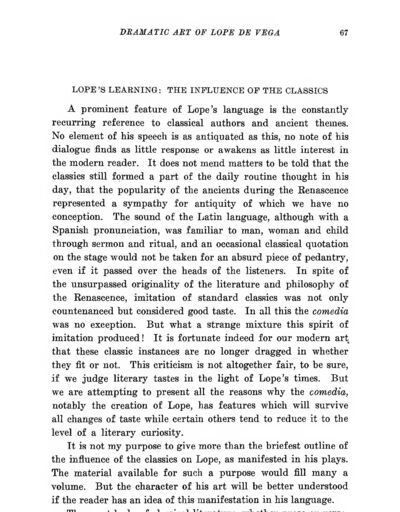 DRAMATIC ART OF LOPE DE VEGA 67
LOPE'S LEARNING: THE INFLUENCE OF THE CLASSICS
A prominent feature of Lope's language is the constantly
recurring reference to classical authors and ancient themes.
No element of his speech is as antiquated as this, no note of his
dialogue finds as little response or awakens as little interest in
the modern reader. It does not mend matters to be told that the
classics still formed a part of the daily routine thought in his
day, that the popularity of the ancients during the Renascence
represented a sympathy for antiquity of which we have no
conception. The sound of the Latin language, although with a
Spanish pronunciation, was familiar to man, woman and child
through sermon and ritual, and an occasional classical quotation
on the stage would not be taken for an absurd piece of pedantry,
even if it passed over the heads of the listeners. In spite of
the unsurpassed originality of the literature and philosophy of
the Renascence, imitation of standard classics was not only
countenanced but considered good taste. In all this the comedia
was no exception. But what a strange mixture this spirit of
imitation produced! It is fortunate indeed for our modern art,
that these classic instances are no longer dragged in whether
they fit or not. This criticism is not altogether fair, to be sure,
if we judge literary tastes in the light of Lope's times. But
we are attempting to present all the reasons why the comedia,
notably the creation of Lope, has features which will survive
all changes of taste while certain others tend to reduce it to the
level of a literary curiosity.
It is not my purpose to give more than the briefest outline of
the influence of the classics on Lope, as manifested in his plays.
The material available for such a purpose would fill many a
volume. But the character of his art will be better understood
if the reader has an idea of this manifestation in his language.